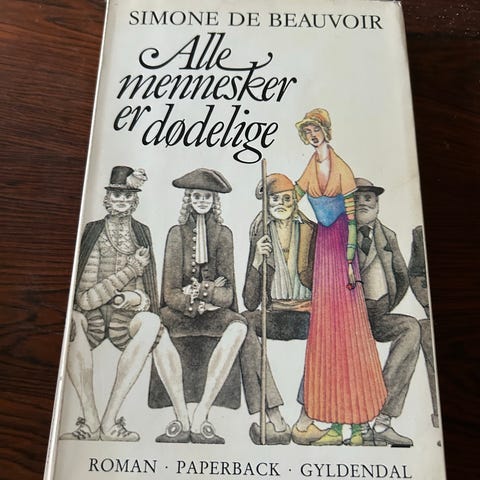 SIMONE DE BEAUVOIR
Alle
mennesker
er dødelige
ROMAN · PAPERBACK · GYLDENDAL